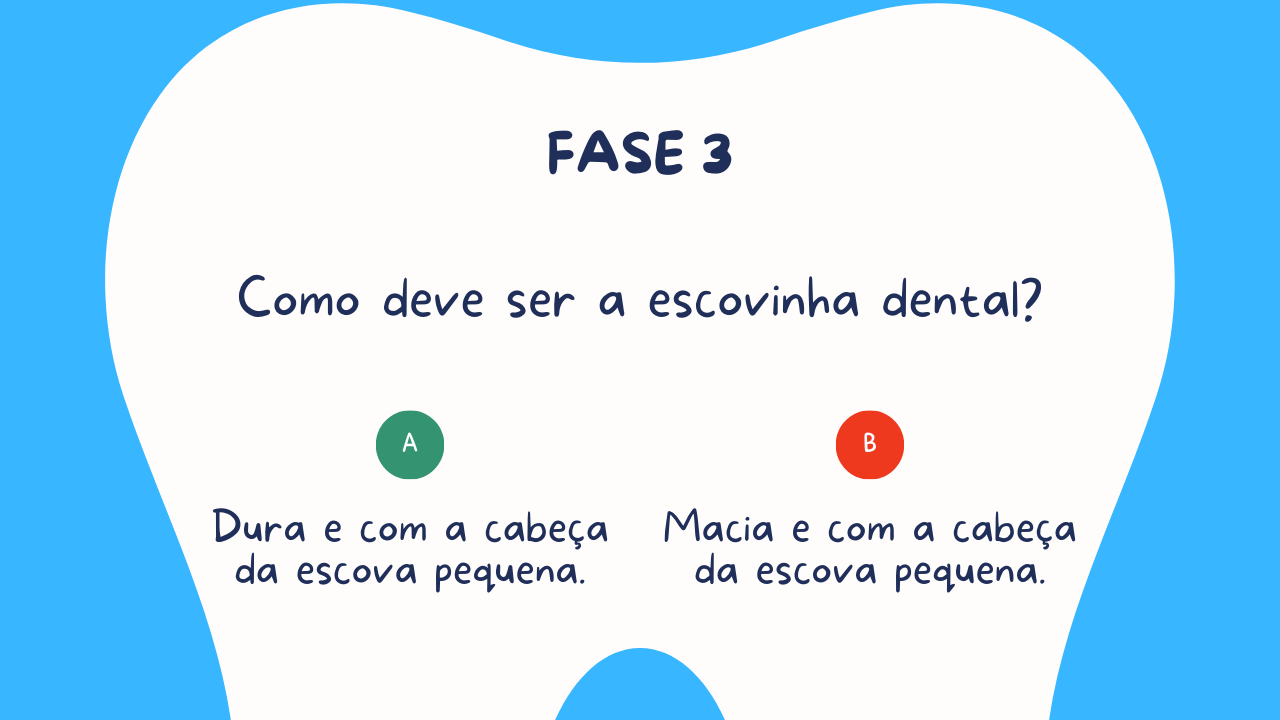 FASE 3
Como deve ser a escovinha dental?
A
Dura e com a cabeça
da escova pequena.
B
Macia e com a cabeça
da escova pequena.